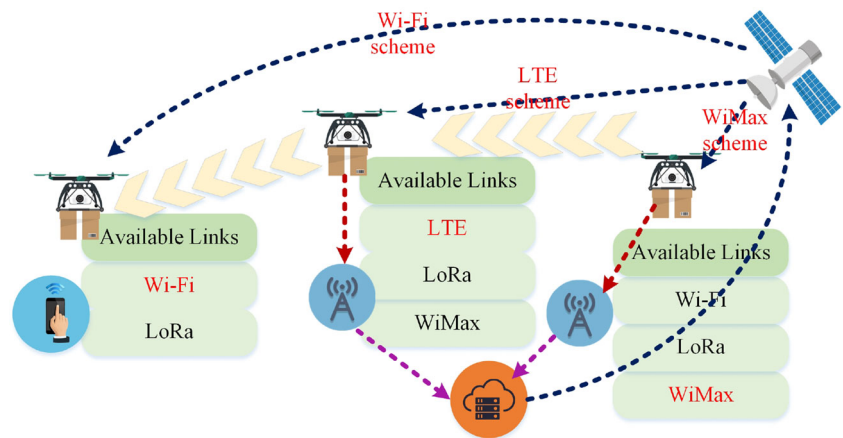 Wi-Fi
scheme
LTE
scheme
WiMax
scheme
Available Links
Wi-Fi
LoRa
Available Links
LTE
LoRa
WiMax
Available Links
Wi-Fi
LoRa
WiMax